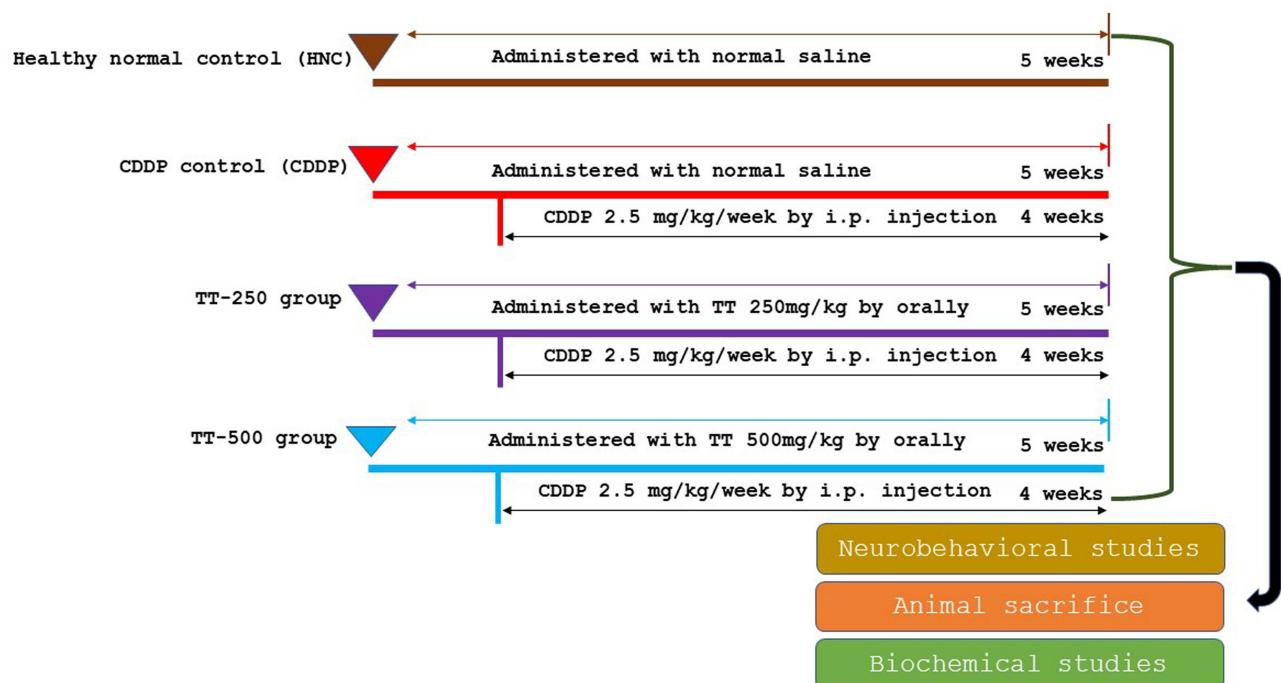 Healthy normal control (HNC)
Administered with normal saline
5 weeks
CDDP control (CDDP)
Administered with normal saline
5 weeks
CDDP 2.5 mg/kg/week by i.p. injection
4 weeks
TT-250 group
Administered with TT 250mg/kg by orally
5 weeks
CDDP 2.5 mg/kg/week by i.p. injection
4 weeks
TT-500 group
Administered with TT 500mg/kg by orally
5 weeks
CDDP 2.5 mg/kg/week by i.p. injection
4 weeks
Neurobehavioral studies
Animal sacrifice
Biochemical studies